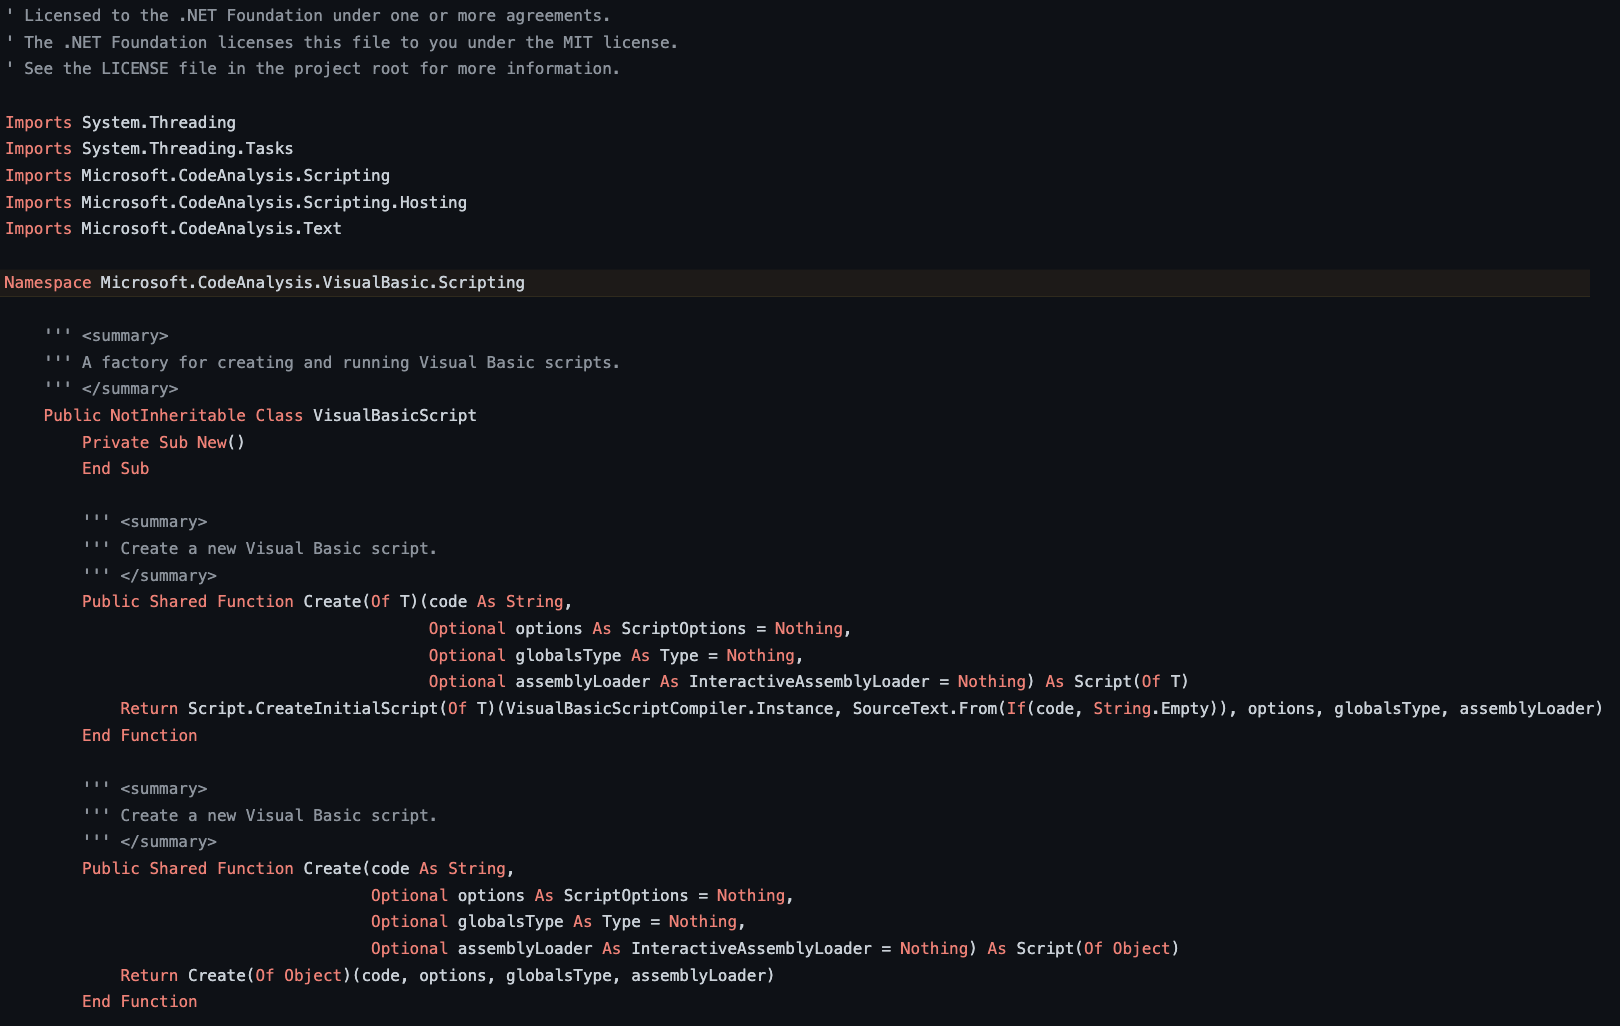 ' Licensed to the .NET Foundation under one or more agreements.
' The .NET Foundation licenses this file to you under the MIT license.
' See the LICENSE file in the project root for more information.

Imports System.Threading
Imports System.Threading.Tasks
Imports Microsoft.CodeAnalysis.Scripting
Imports Microsoft.CodeAnalysis.Scripting.Hosting
Imports Microsoft.CodeAnalysis.Text

Namespace Microsoft.CodeAnalysis.VisualBasic.Scripting

    ''' <summary>
    ''' A factory for creating and running Visual Basic scripts.
    ''' </summary>
    Public NotInheritable Class VisualBasicScript
        Private Sub New()
        End Sub

        ''' <summary>
        ''' Create a new Visual Basic script.
        ''' </summary>
        Public Shared Function Create(Of T)(code As String,
                                            Optional options As ScriptOptions = Nothing,
                                            Optional globalsType As Type = Nothing,
                                            Optional assemblyLoader As InteractiveAssemblyLoader = Nothing) As Script(Of T)
            Return Script.CreateInitialScript(Of T)(VisualBasicScriptCompiler.Instance, SourceText.From(If(code, String.Empty)), options, globalsType, assemblyLoader)
        End Function

        ''' <summary>
        ''' Create a new Visual Basic script.
        ''' </summary>
        Public Shared Function Create(code As String,
                                      Optional options As ScriptOptions = Nothing,
                                      Optional globalsType As Type = Nothing,
                                      Optional assemblyLoader As InteractiveAssemblyLoader = Nothing) As Script(Of Object)
            Return Create(Of Object)(code, options, globalsType, assemblyLoader)
        End Function